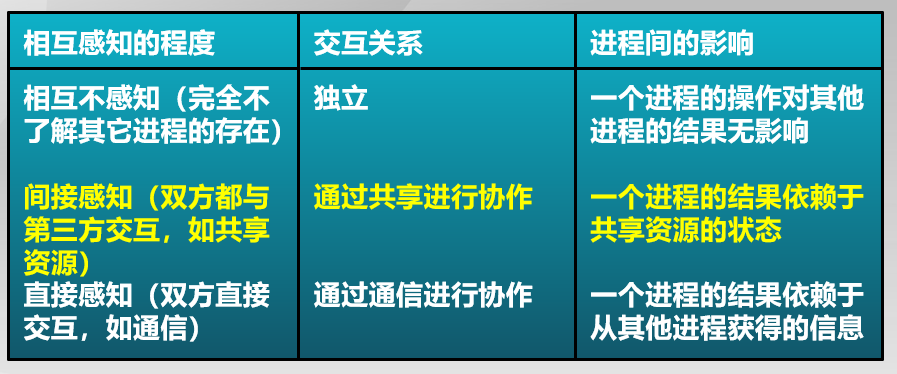 相互感知的程度
交互关系
进程间的影响
相互不感知（完全不
了解其它进程的存在）
独立
一个进程的操作对其他
进程的结果无影响
间接感知（双方都与
第三方交互，如共享
资源）
通过共享进行协作
一个进程的结果依赖于
共享资源的状态
直接感知（双方直接
交互，如通信）
通过通信进行协作
一个进程的结果依赖于
从其他进程获得的信息